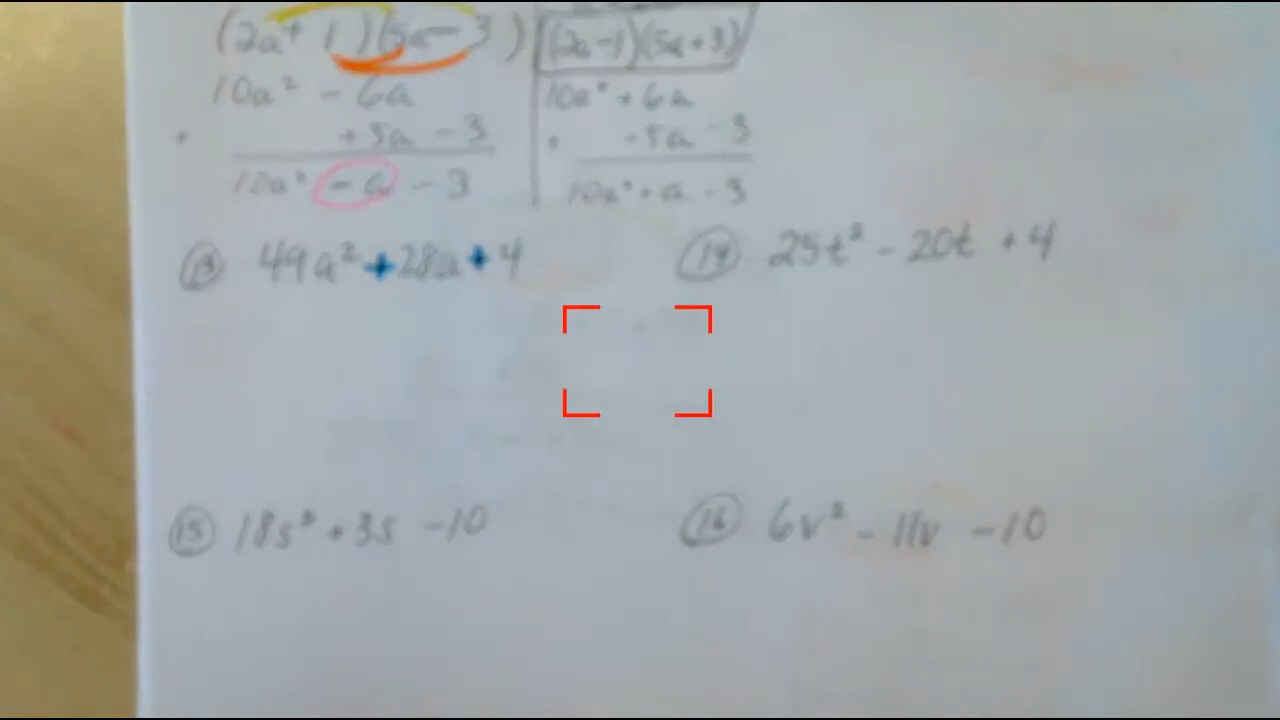 (2a + 1)(5a - 3)
10a² - 6a
+ +5a - 3
10a² - a - 3
(2a - 1)(5a + 3)
10a² + 6a
+ -5a - 3
10a² + a - 3
13 49a² + 28a + 4
14 25t² - 20t + 4
15 18s² + 3s - 10
16 6v² - 11v - 10